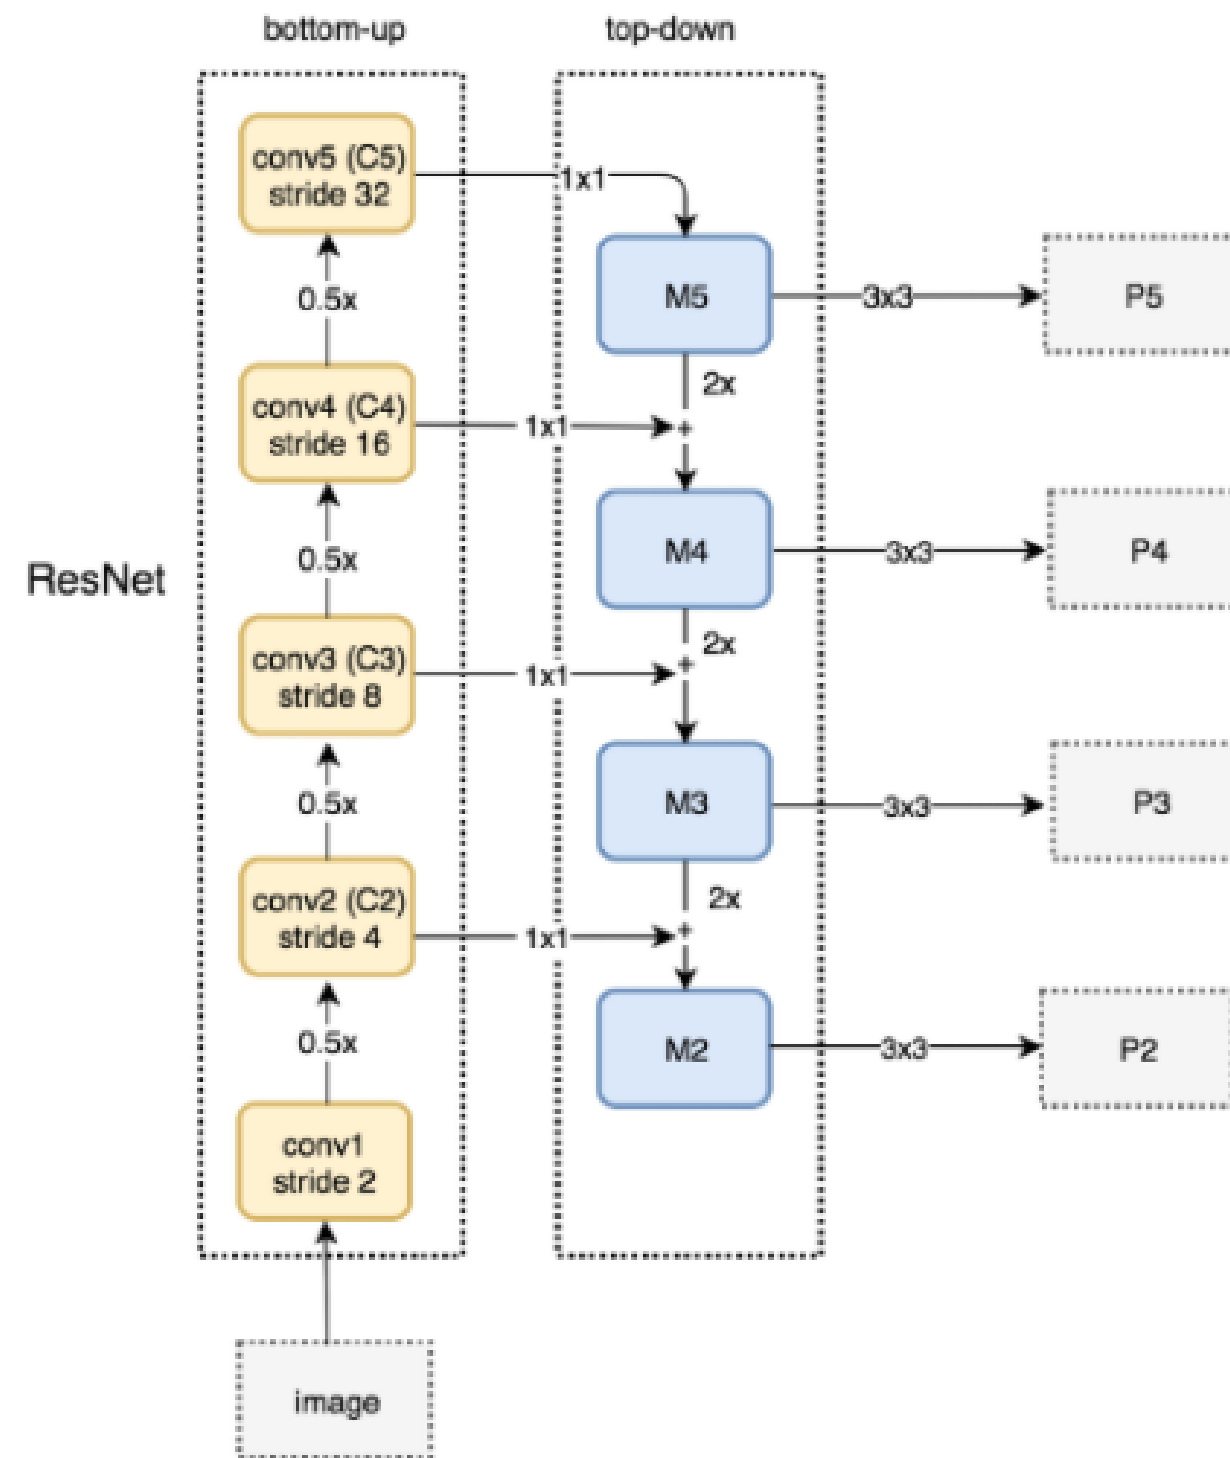 bottom-up
top-down
conv5 (C5)
stride 32
1x1
M5
3x3
P5
0.5x
2x
conv4 (C4)
stride 16
1x1
+
M4
3x3
P4
0.5x
ResNet
2x
conv3 (C3)
stride 8
1x1
+
M3
3x3
P3
0.5x
2x
conv2 (C2)
stride 4
1x1
+
M2
3x3
P2
0.5x
conv1
stride 2
image